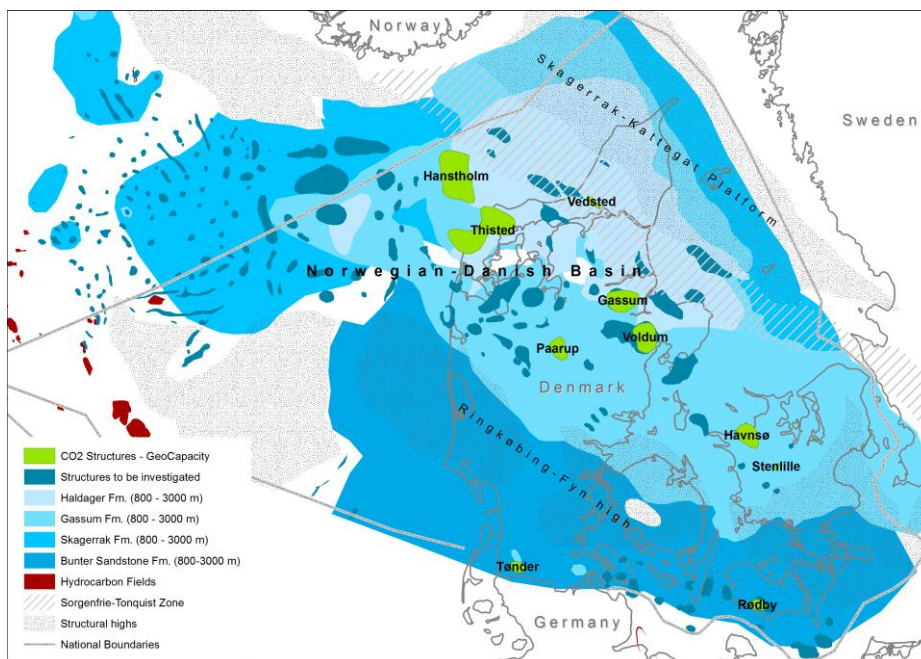 Norway
Skagerrak-Kattegat Platform
Sweden
Hanstholm
Vedsted
Thisted
Norwegian-Danish Basin
Gassum
Voldum
Paarup
Denmark
Ringkøbing-Fyn high
Havnsø
Stenlille
CO2 Structures - GeoCapacity
Structures to be investigated
Haldager Fm. (800 - 3000 m)
Gassum Fm. (800 - 3000 m)
Skagerrak Fm. (800 - 3000 m)
Bunter Sandstone Fm. (800-3000 m)
Hydrocarbon Fields
Sorgenfrie-Tonquist Zone
Structural highs
National Boundaries
Tønder
Rødby
Germany